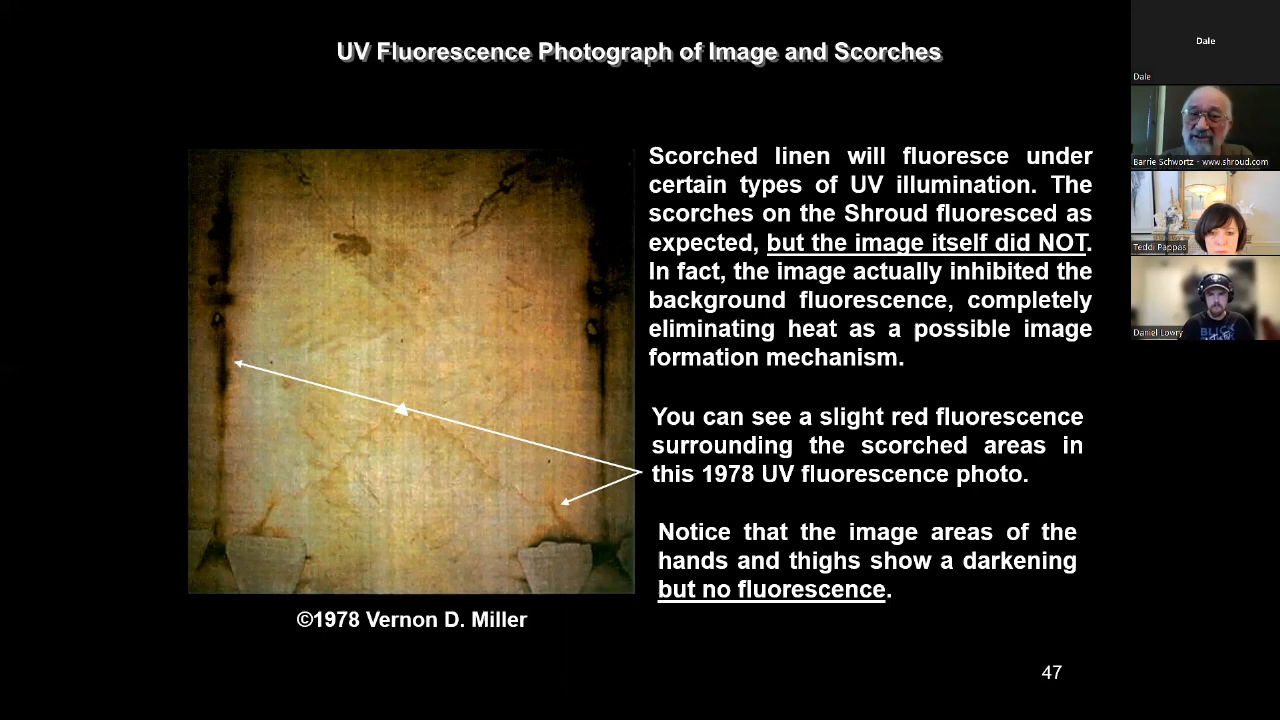 UV Fluorescence Photograph of Image and Scorches
Scorched linen will fluoresce under
certain types of UV illumination. The
scorches on the Shroud fluoresced as
expected, but the image itself did NOT.
In fact, the image actually inhibited the
background fluorescence, completely
eliminating heat as a possible image
formation mechanism.
You can see a slight red fluorescence
surrounding the scorched areas in
this 1978 UV fluorescence photo.
Notice that the image areas of the
hands and thighs show a darkening
but no fluorescence.
©1978 Vernon D. Miller
47
Dale
Dale
Barrie Schwortz - www.shroud.com
Teddi Pappas
Daniel Lowry